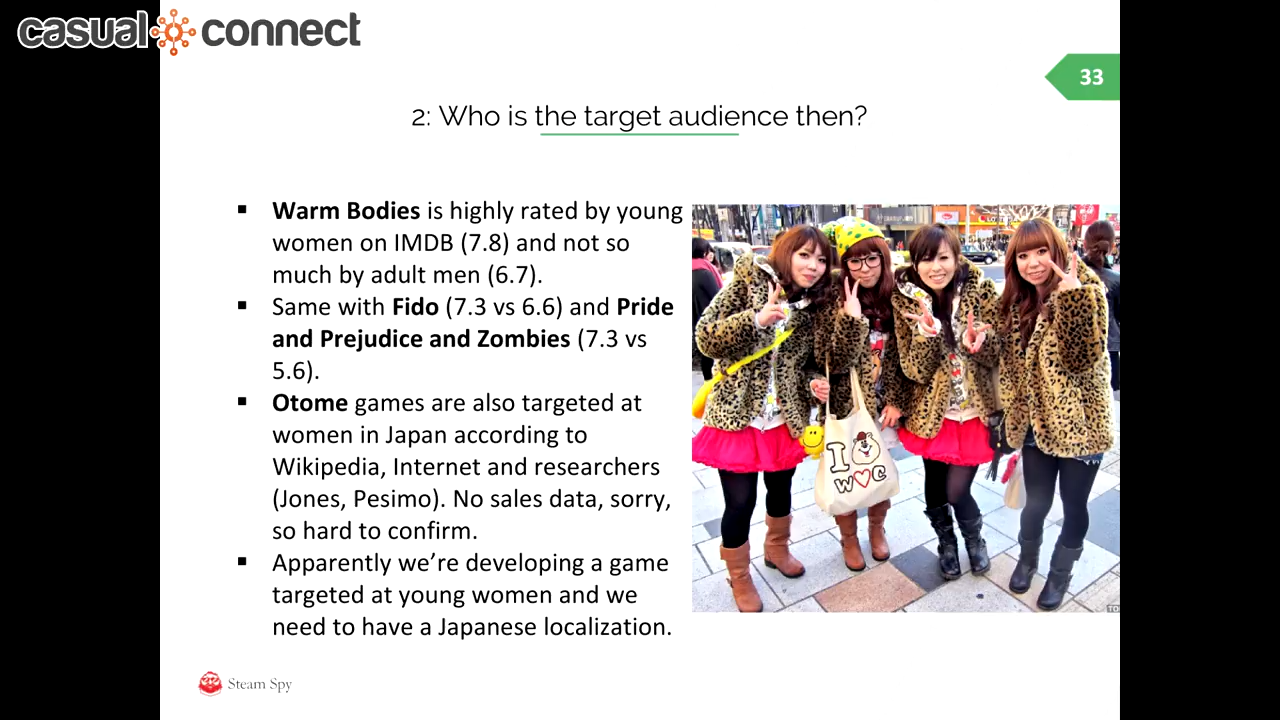 casual connect
33
2: Who is the target audience then?
▪ Warm Bodies is highly rated by young
women on IMDB (7.8) and not so
much by adult men (6.7).
▪ Same with Fido (7.3 vs 6.6) and Pride
and Prejudice and Zombies (7.3 vs
5.6).
▪ Otome games are also targeted at
women in Japan according to
Wikipedia, Internet and researchers
(Jones, Pesimo). No sales data, sorry,
so hard to confirm.
▪ Apparently we’re developing a game
targeted at young women and we
need to have a Japanese localization.
I
W♡C
Steam Spy